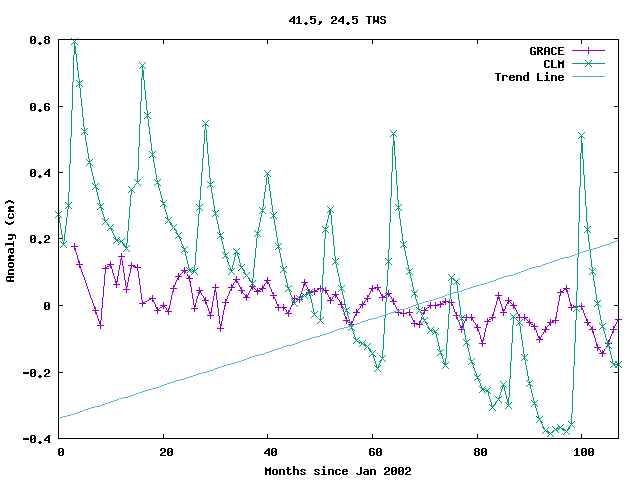 41.5, 24.5 TWS
GRACE
CLM
Trend Line
0.8
0.6
0.4
0.2
0
-0.2
-0.4
Anomaly (cm)
0 20 40 60 80 100
Months since Jan 2002